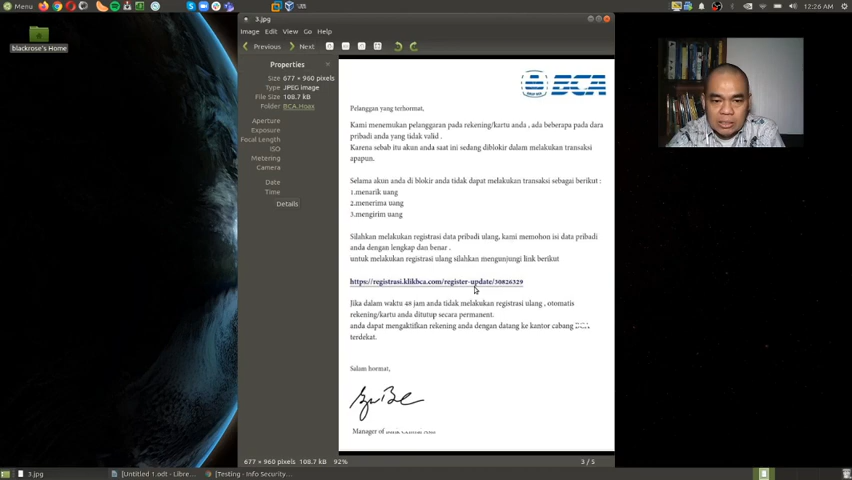 Menu
12:26 AM
blackrose's Home
3.jpg
Image Edit View Go Help
Previous Next
Properties
Size 677 × 960 pixels
Type JPEG image
File Size 108.7 kB
Folder BCA.Hoax
Aperture
Exposure
Focal Length
ISO
Metering
Camera
Date
Time
Details
BCA
Pelanggan yang terhormat,
Kami menemukan pelanggaran pada rekening/kartu anda , ada beberapa pada dara
pribadi anda yang tidak valid .
Karena sebab itu akun anda saat ini sedang diblokir dalam melakukan transaksi
apapun.
Selama akun anda di blokir anda tidak dapat melakukan transaksi sebagai berikut :
1.menarik uang
2.menerima uang
3.mengirim uang
Silahkan melakukan registrasi data pribadi ulang, kami memohon isi data pribadi
anda dengan lengkap dan benar .
untuk melakukan registrasi ulang silahkan mengunjungi link berikut
https://registrasi.klikbca.com/register-update/30826329
Jika dalam waktu 48 jam anda tidak melakukan registrasi ulang , otomatis
rekening/kartu anda ditutup secara permanent.
anda dapat mengaktifkan rekening anda dengan datang ke kantor cabang BCA,
terdekat.
Salam hormat,
Manager of
677 × 960 pixels 108.7 kB 92%
3 / 5
3.jpg
[Untitled 1.odt - Libre...
[Testing - Info Security...